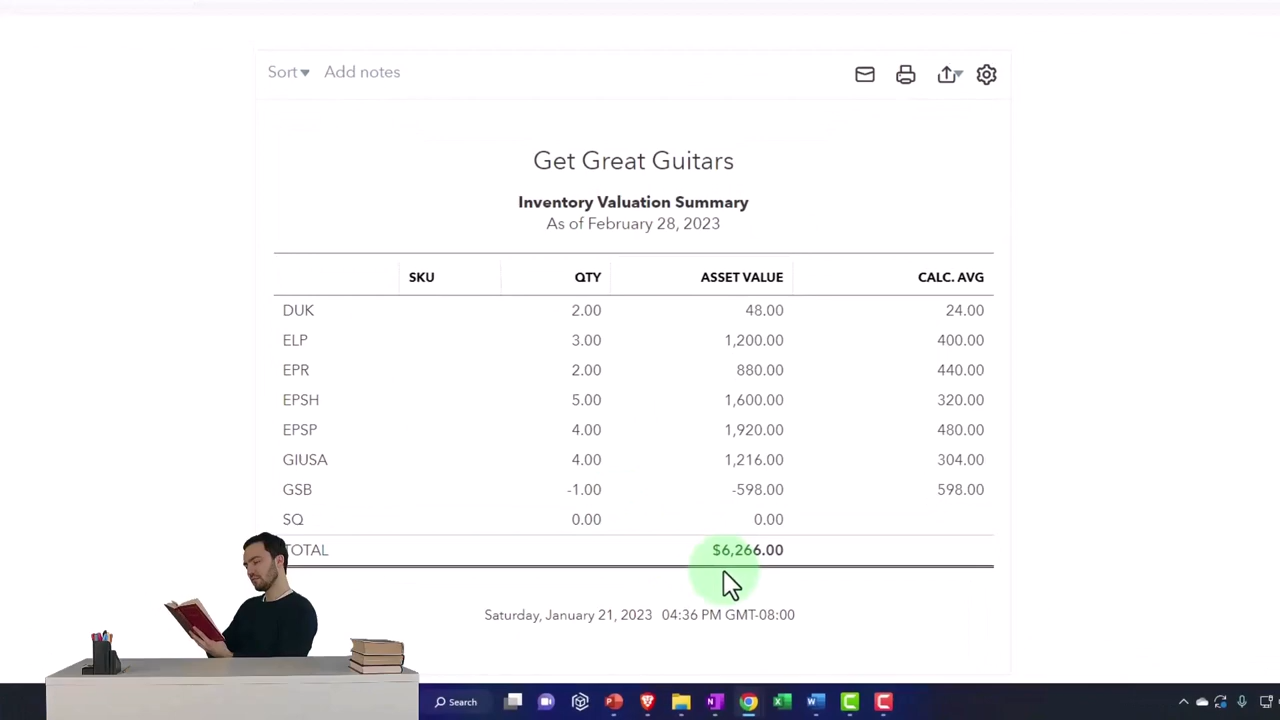 Sort Add notes
Get Great Guitars
Inventory Valuation Summary
As of February 28, 2023
SKU QTY ASSET VALUE CALC. AVG
DUK 2.00 48.00 24.00
ELP 3.00 1,200.00 400.00
EPR 2.00 880.00 440.00
EPSH 5.00 1,600.00 320.00
EPSP 4.00 1,920.00 480.00
GIUSA 4.00 1,216.00 304.00
GSB -1.00 -598.00 598.00
SQ 0.00 0.00
TOTAL $6,266.00
Saturday, January 21, 2023 04:36 PM GMT-08:00
Search